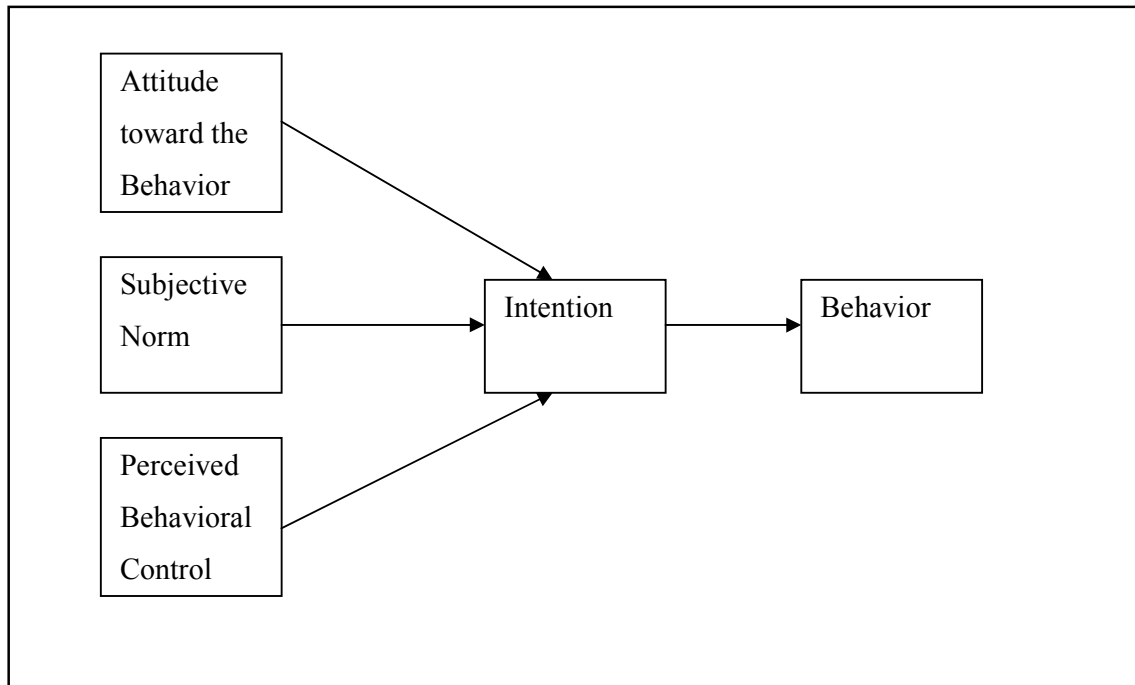 Attitude
toward the
Behavior
Subjective
Norm
Perceived
Behavioral
Control
Intention
Behavior